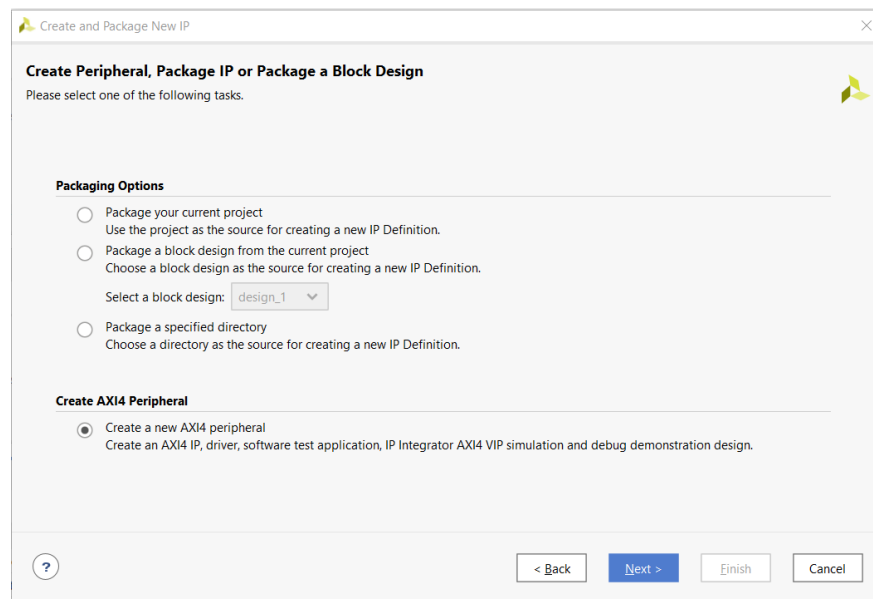 Create and Package New IP
Create Peripheral, Package IP or Package a Block Design
Please select one of the following tasks.
Packaging Options
Package your current project
Use the project as the source for creating a new IP Definition.
Package a block design from the current project
Choose a block design as the source for creating a new IP Definition.
Select a block design: design_1
Package a specified directory
Choose a directory as the source for creating a new IP Definition.
Create AXI4 Peripheral
Create a new AXI4 peripheral
Create an AXI4 IP, driver, software test application, IP Integrator AXI4 VIP simulation and debug demonstration design.
? < Back Next > Finish Cancel